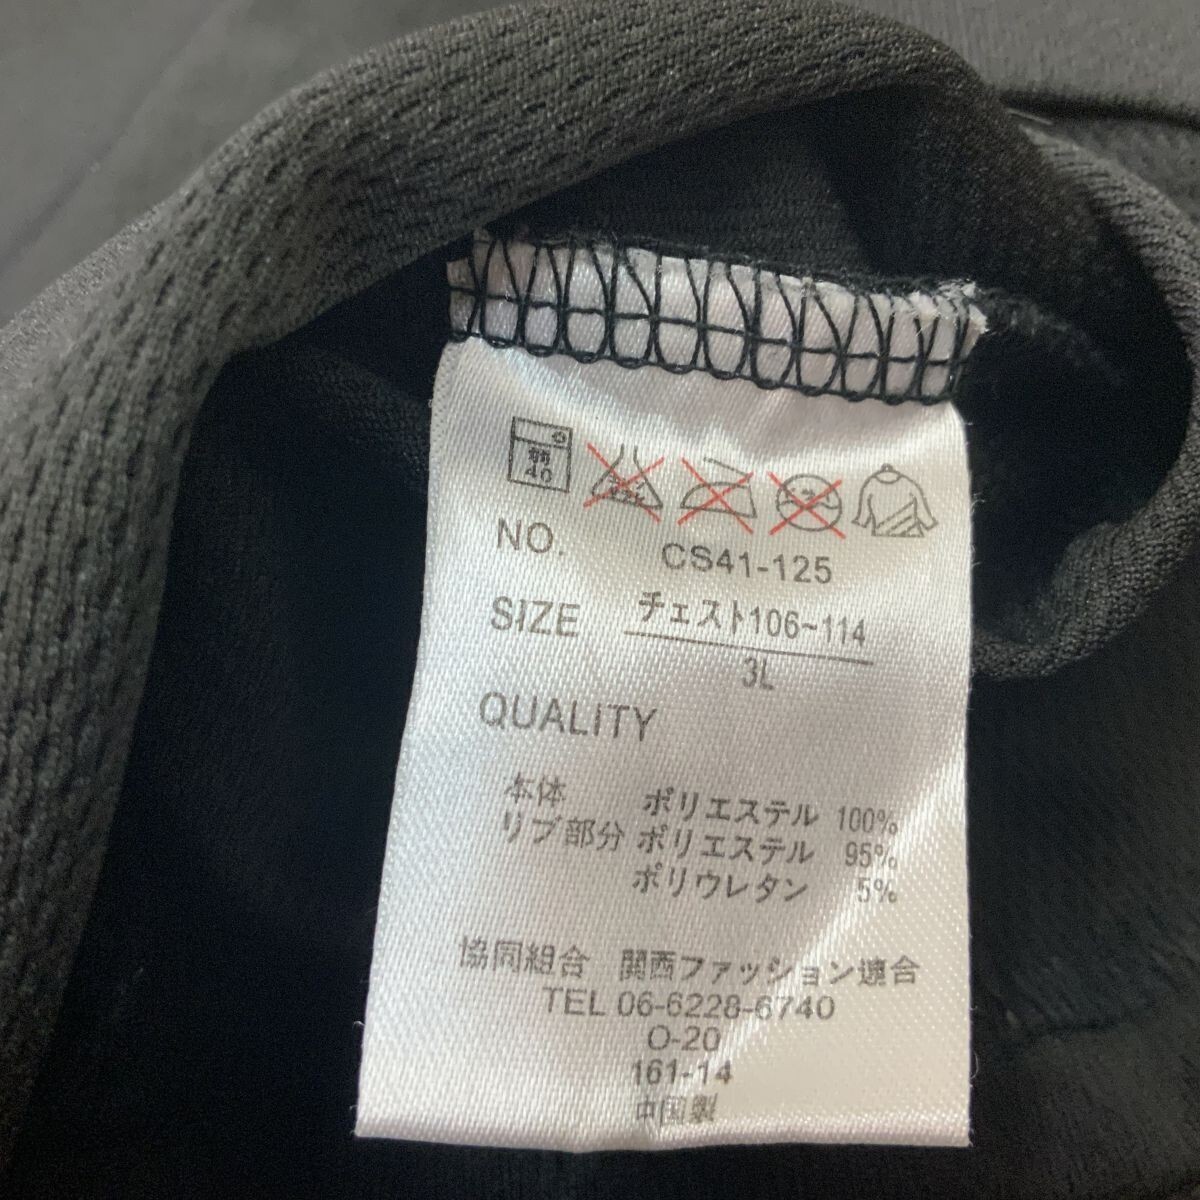 弱
40
NO. CS41-125
SIZE チェスト106~114
3L
QUALITY
本体 ポリエステル 100%
リブ部分 ポリエステル 95%
ポリウレタン 5%
協同組合 関西ファッション連合
TEL 06-6228-6740
O-20
161-14
中国製